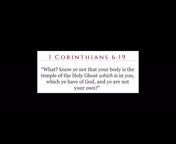 1 Corinthians 6:19
"What? know ye not that your body is the
temple of the Holy Ghost which is in you,
which ye have of God, and ye are not
your own?"